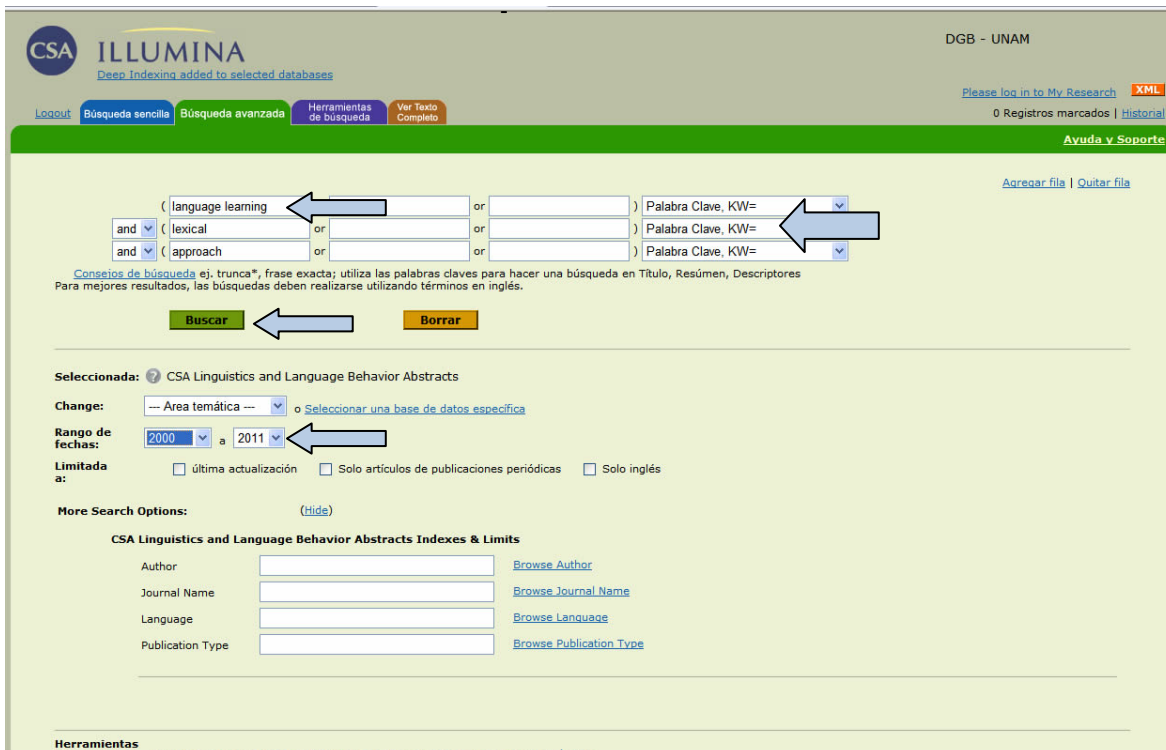 DGB - UNAM
CSA ILLUMINA
Deep Indexing added to selected databases
Please log in to My Research XML
Logout Búsqueda sencilla Búsqueda avanzada Herramientas de búsqueda Ver Texto Completo 0 Registros marcados | Historial
Ayuda y Soporte
Agregar fila | Quitar fila
( language learning or ) Palabra Clave, KW=
and ( lexical or or ) Palabra Clave, KW=
and ( approach or or ) Palabra Clave, KW=
Consejos de búsqueda ej. trunca*, frase exacta; utiliza las palabras claves para hacer una búsqueda en Título, Resúmen, Descriptores
Para mejores resultados, las búsquedas deben realizarse utilizando términos en inglés.
Buscar Borrar
Seleccionada: ? CSA Linguistics and Language Behavior Abstracts
Change: --- Area temática --- o Seleccionar una base de datos específica
Rango de fechas: 2000 a 2011
Limitada a: última actualización Solo artículos de publicaciones periódicas Solo inglés
More Search Options: (Hide)
CSA Linguistics and Language Behavior Abstracts Indexes & Limits
Author Browse Author
Journal Name Browse Journal Name
Language Browse Language
Publication Type Browse Publication Type
Herramientas